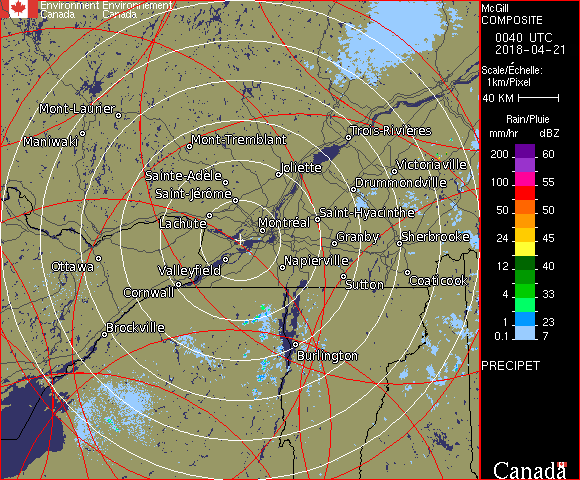 Environment Environnement
Canada Canada
McGill
COMPOSITE
0040 UTC
2018-04-21
Scale/Échelle:
1km/Pixel
40 KM
Rain/Pluie
mm/hr dBZ
200 60
100 55
50 50
24 45
12 40
4 33
1 23
0.1 7
PRECIPET
Canada
Mont-Laurier
Maniwaki
Mont-Tremblant
Trois-Rivières
Joliette
Victoriaville
Sainte-Adèle
Drummondville
Saint-Jérôme
Saint-Hyacinthe
Lachute
Montréal
Granby
Sherbrooke
Ottawa
Valleyfield
Napierville
Cornwall
Sutton
Coaticook
Brockville
Burlington